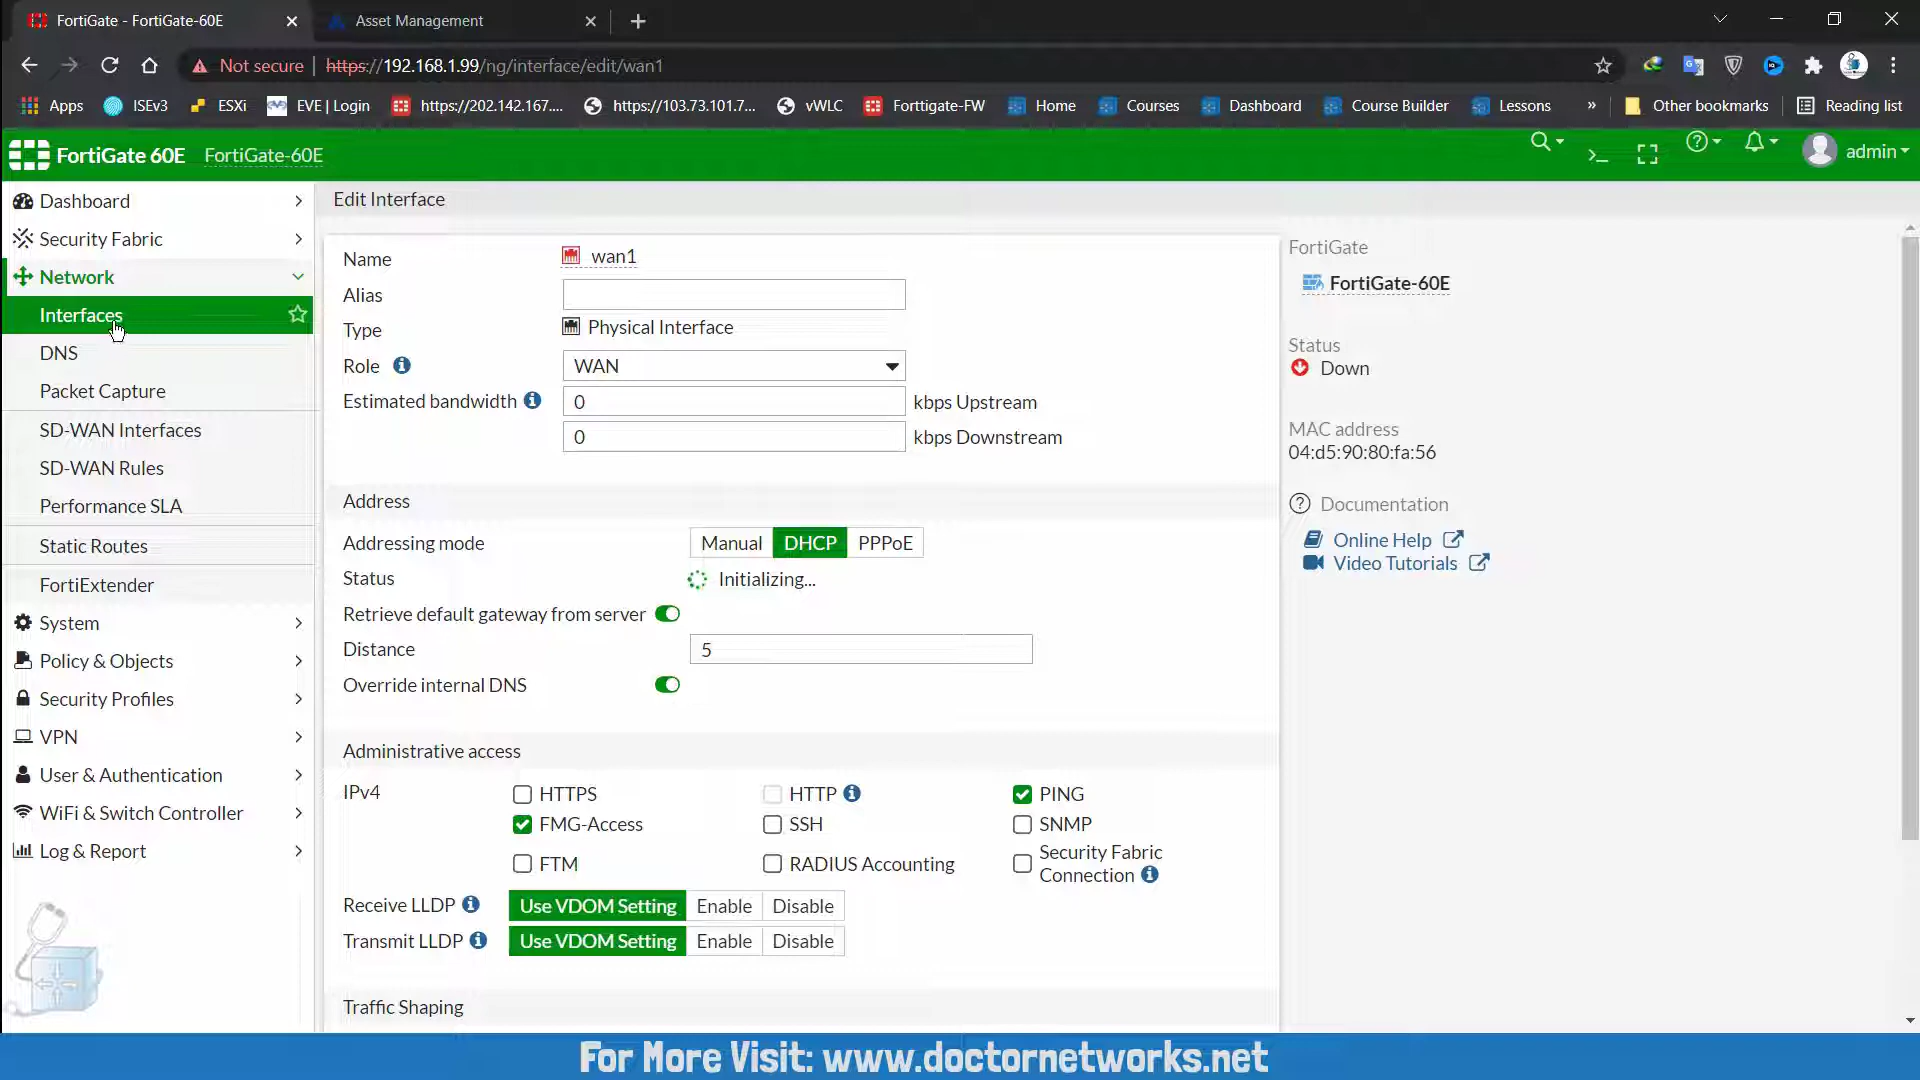 FortiGate - FortiGate-60E
Asset Management
Not secure
https://192.168.1.99/ng/interface/edit/wan1
Apps
ISEv3
ESXi
EVE | Login
https://202.142.167....
https://103.73.101.7...
vWLC
Forttigate-FW
Home
Courses
Dashboard
Course Builder
Lessons
»
Other bookmarks
Reading list
FortiGate 60E
FortiGate-60E
admin
Dashboard
Security Fabric
Network
Interfaces
DNS
Packet Capture
SD-WAN Interfaces
SD-WAN Rules
Performance SLA
Static Routes
FortiExtender
System
Policy & Objects
Security Profiles
VPN
User & Authentication
WiFi & Switch Controller
Log & Report
Edit Interface
Name wan1
Alias
Type Physical Interface
Role WAN
Estimated bandwidth 0 kbps Upstream
0 kbps Downstream
Address
Addressing mode Manual DHCP PPPoE
Status Initializing...
Retrieve default gateway from server
Distance 5
Override internal DNS
Administrative access
IPv4 HTTPS HTTP PING
FMG-Access SSH SNMP
FTM RADIUS Accounting Security Fabric
Connection
Receive LLDP Use VDOM Setting Enable Disable
Transmit LLDP Use VDOM Setting Enable Disable
Traffic Shaping
FortiGate
FortiGate-60E
Status
Down
MAC address
04:d5:90:80:fa:56
Documentation
Online Help
Video Tutorials
For More Visit: www.doctornetworks.net